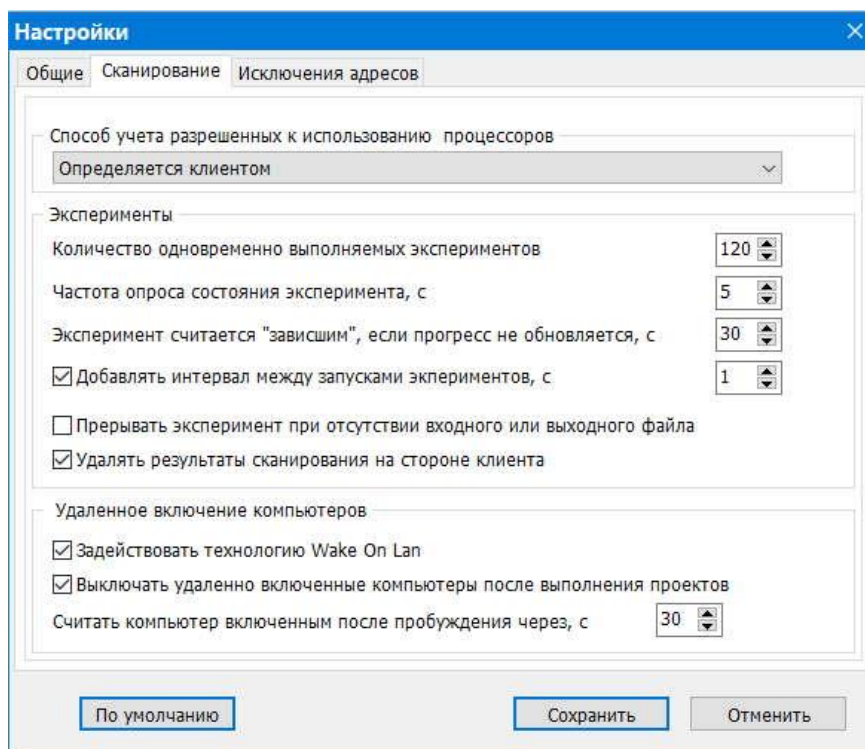 Настройки
Общие Сканирование Исключения адресов
Способ учета разрешенных к использованию процессоров
Определяется клиентом
Эксперименты
Количество одновременно выполняемых экспериментов 120
Частота опроса состояния эксперимента, с 5
Эксперимент считается "зависшим", если прогресс не обновляется, с 30
Добавлять интервал между запусками экпериментов, с 1
Прерывать эксперимент при отсутствии входного или выходного файла
Удалять результаты сканирования на стороне клиента
Удаленное включение компьютеров
Задействовать технологию Wake On Lan
Выключать удаленно включенные компьютеры после выполнения проектов
Считать компьютер включенным после пробуждения через, с 30
По умолчанию Сохранить Отменить